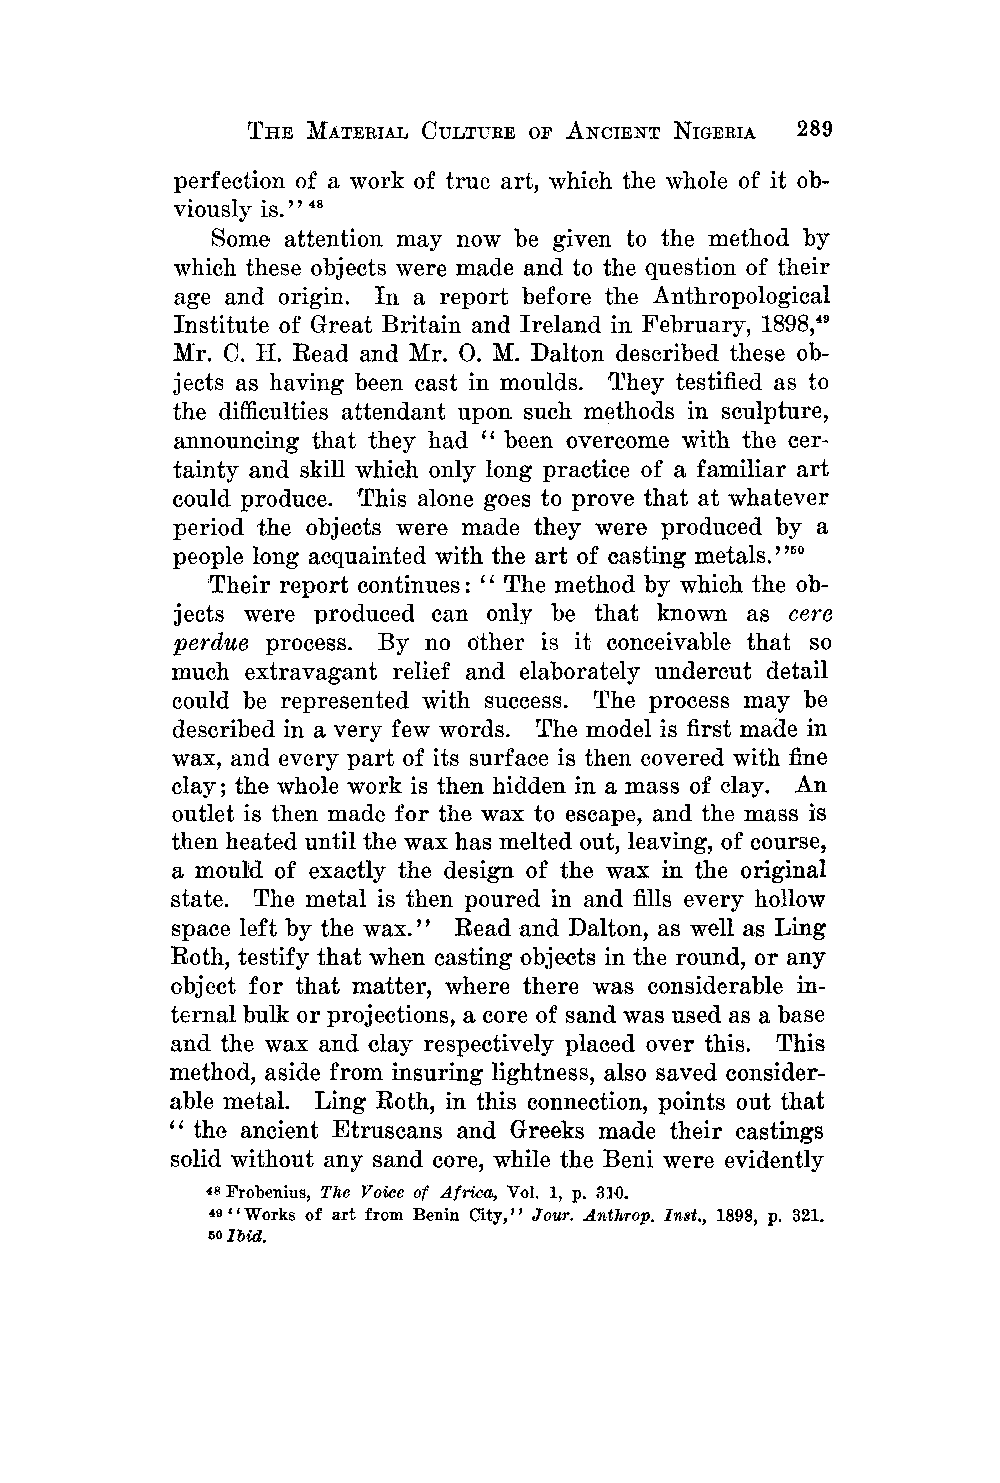 THE MATERIAL CULTURE OF ANCIENT NIGERIA 289
perfection of a work of true art, which the whole of it ob-
viously is.'' 48
Some attention may now be given to the method by
which these objects were made and to the question of their
age and origin. In a report before the Anthropological
Institute of Great Britain and Ireland in February, 1898,49
Mr. C. H. Read and Mr. O. M. Dalton described these ob-
jects as having been cast in moulds. They testified as to
the difficulties attendant upon such methods in sculpture,
announcing that they had '' been overcome with the cer-
tainty and skill which only long practice of a familiar art
could produce. This alone goes to prove that at whatever
period the objects were made they were produced by a
people long acquainted with the art of casting metals.''50
Their report continues: '' The method by which the ob-
jects were produced can only be that known as cere
perdue process. By no other is it conceivable that so
much extravagant relief and elaborately undercut detail
could be represented with success. The process may be
described in a very few words. The model is first made in
wax, and every part of its surface is then covered with fine
clay; the whole work is then hidden in a mass of clay. An
outlet is then made for the wax to escape, and the mass is
then heated until the wax has melted out, leaving, of course,
a mould of exactly the design of the wax in the original
state. The metal is then poured in and fills every hollow
space left by the wax.'' Read and Dalton, as well as Ling
Roth, testify that when casting objects in the round, or any
object for that matter, where there was considerable in-
ternal bulk or projections, a core of sand was used as a base
and the wax and clay respectively placed over this. This
method, aside from insuring lightness, also saved consider-
able metal. Ling Roth, in this connection, points out that
'' the ancient Etruscans and Greeks made their castings
solid without any sand core, while the Beni were evidently
48 Frobenius, The Voice of Africa, Vol. 1, p. 310.
49 ''Works of art from Benin City,'' Jour. Anthrop. Inst., 1898, p. 321.
50 Ibid.